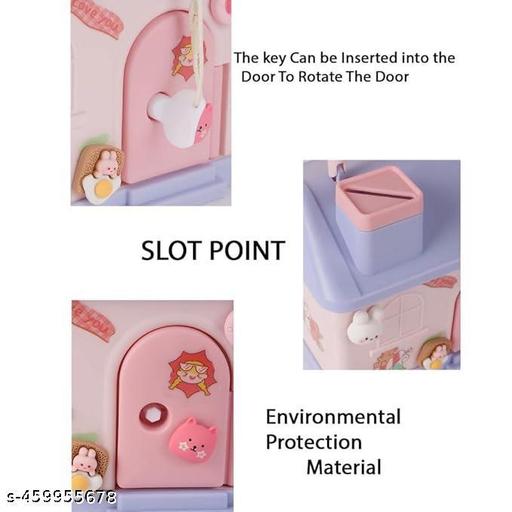 Love you
The key Can be Inserted into the
Door To Rotate The Door
SLOT POINT
you
Environmental
Protection
Material
s-459955678